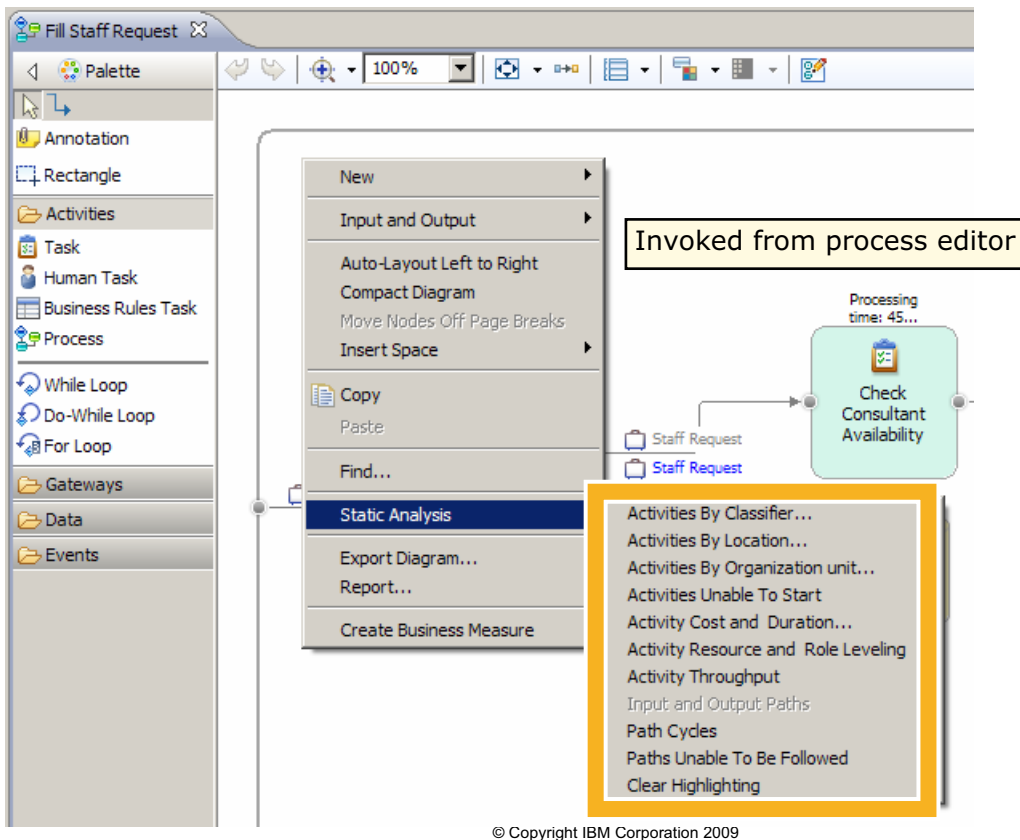 Fill Staff Request
Palette
100%
Annotation
Rectangle
Activities
Task
Human Task
Business Rules Task
Process
While Loop
Do-While Loop
For Loop
Gateways
Data
Events
New
Input and Output
Auto-Layout Left to Right
Compact Diagram
Move Nodes Off Page Breaks
Insert Space
Copy
Paste
Find...
Static Analysis
Export Diagram...
Report...
Create Business Measure
Invoked from process editor
Processing
time: 45...
Check
Consultant
Availability
Staff Request
Staff Request
Activities By Classifier...
Activities By Location...
Activities By Organization unit...
Activities Unable To Start
Activity Cost and Duration...
Activity Resource and Role Leveling
Activity Throughput
Input and Output Paths
Path Cycles
Paths Unable To Be Followed
Clear Highlighting
© Copyright IBM Corporation 2009